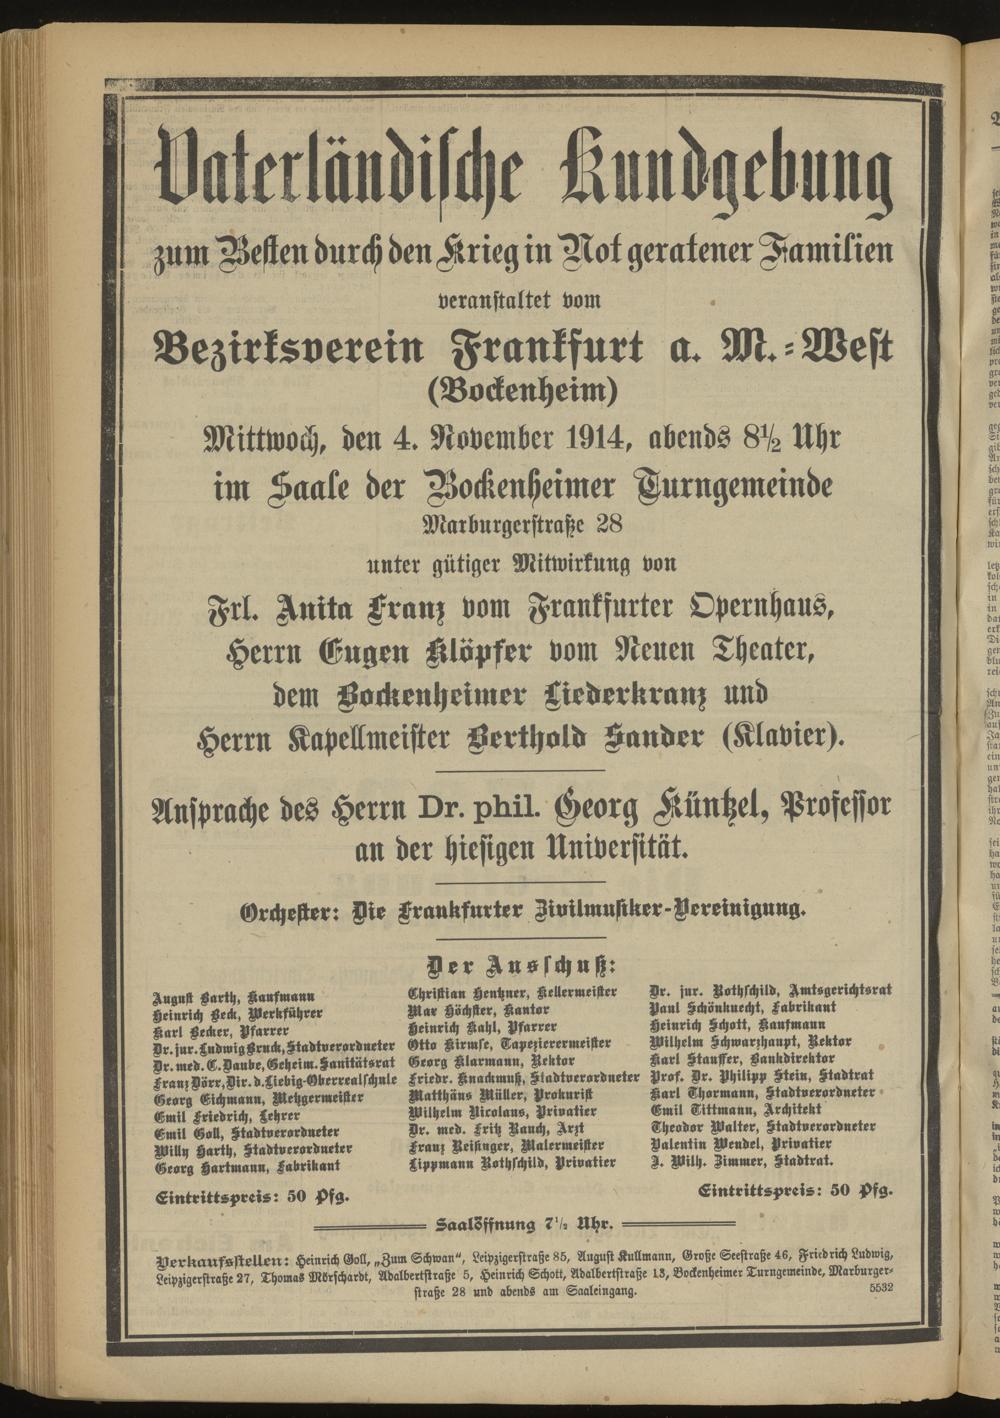 Vaterländische Kundgebung
zum Besten durch den Krieg in Not geratener Familien
veranstaltet vom
Bezirksverein Frankfurt a. M.-West
(Bockenheim)
Mittwoch, den 4. November 1914, abends 8½ Uhr
im Saale der Bockenheimer Turngemeinde
Marburgerstraße 28
unter gütiger Mitwirkung von
Frl. Anita Franz vom Frankfurter Opernhaus,
Herrn Eugen Klöpfer vom Neuen Theater,
dem Bockenheimer Liederkranz und
Herrn Kapellmeister Berthold Sander (Klavier).
Ansprache des Herrn Dr. phil. Georg Küntzel, Professor
an der hiesigen Universität.
Orchester: Die Frankfurter Zivilmusiker-Vereinigung.
Der Ausschuß:
August Barth, Kaufmann
Heinrich Beck, Werkführer
Karl Becker, Pfarrer
Dr. jur. Ludwig Bruck, Stadtverordneter
Dr. med. C. Daube, Geheim. Sanitätsrat
Franz Dörr, Dir. d. Liebig-Oberrealschule
Georg Eichmann, Metzgermeister
Emil Friedrich, Lehrer
Emil Goll, Stadtverordneter
Willy Harth, Stadtverordneter
Georg Hartmann, Fabrikant
Christian Hentzner, Kellermeister
Max Höchster, Kantor
Heinrich Kahl, Pfarrer
Otto Kirmse, Tapezierermeister
Georg Klarmann, Rektor
Friedr. Knackmuß, Stadtverordneter
Matthäus Müller, Prokurist
Wilhelm Nicolaus, Privatier
Dr. med. Fritz Rauch, Arzt
Franz Reisinger, Malermeister
Lippmann Rothschild, Privatier
Dr. jur. Rothschild, Amtsgerichtsrat
Paul Schönknecht, Fabrikant
Heinrich Schott, Kaufmann
Wilhelm Schwarzhaupt, Rektor
Karl Stauffer, Bankdirektor
Prof. Dr. Philipp Stein, Stadtrat
Karl Thormann, Stadtverordneter
Emil Tittmann, Architekt
Theodor Walter, Stadtverordneter
Valentin Wendel, Privatier
J. Wilh. Zimmer, Stadtrat.
Eintrittspreis: 50 Pfg. Eintrittspreis: 50 Pfg.
Saalöffnung 7½ Uhr.
Verkaufsstellen: Heinrich Goll, „Zum Schwan“, Leipzigerstraße 85, August Kullmann, Große Seestraße 46, Friedrich Ludwig,
Leipzigerstraße 27, Thomas Mörschardt, Adalbertstraße 5, Heinrich Schott, Adalbertstraße 13, Bockenheimer Turngemeinde, Marburger-
straße 28 und abends am Saaleingang. 5532